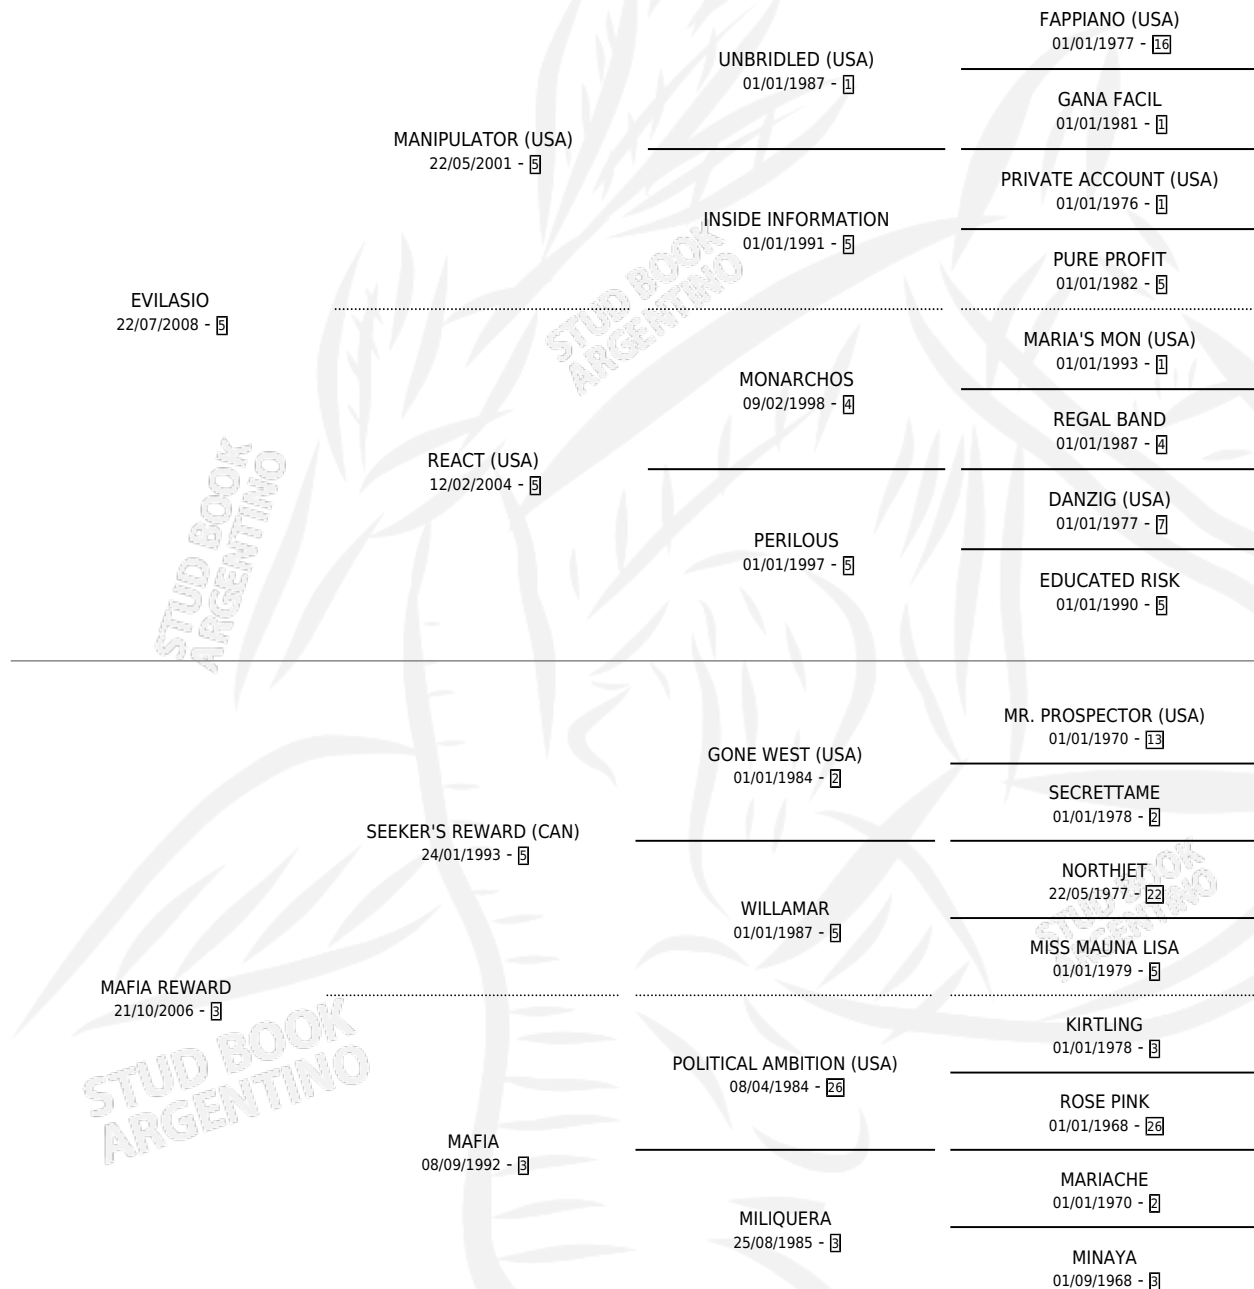 FAPPIANO (USA)
01/01/1977 - 16
UNBRIDLED (USA)
01/01/1987 - 1
GANA FACIL
01/01/1981 - 1
MANIPULATOR (USA)
22/05/2001 - 5
PRIVATE ACCOUNT (USA)
01/01/1976 - 1
INSIDE INFORMATION
01/01/1991 - 5
PURE PROFIT
01/01/1982 - 5
EVILASIO
22/07/2008 - 5
STUD BOOK
ARGENTINO
MARIA'S MON (USA)
01/01/1993 - 1
MONARCHOS
09/02/1998 - 4
REGAL BAND
01/01/1987 - 4
REACT (USA)
12/02/2004 - 5
DANZIG (USA)
01/01/1977 - 7
PERILOUS
01/01/1997 - 5
EDUCATED RISK
01/01/1990 - 5
STUD BOOK
ARGENTINO
MR. PROSPECTOR (USA)
01/01/1970 - 13
GONE WEST (USA)
01/01/1984 - 2
SECRETTAME
01/01/1978 - 2
SEEKER'S REWARD (CAN)
24/01/1993 - 5
NORTHJET
22/05/1977 - 22
WILLAMAR
01/01/1987 - 5
STUD BOOK
ARGENTINO
MISS MAUNA LISA
01/01/1979 - 5
MAFIA REWARD
21/10/2006 - 3
KIRTLING
01/01/1978 - 3
POLITICAL AMBITION (USA)
08/04/1984 - 26
STUD BOOK
ARGENTINO
ROSE PINK
01/01/1968 - 26
MAFIA
08/09/1992 - 3
MARIACHE
01/01/1970 - 2
MILIQUERA
25/08/1985 - 3
MINAYA
01/09/1968 - 3